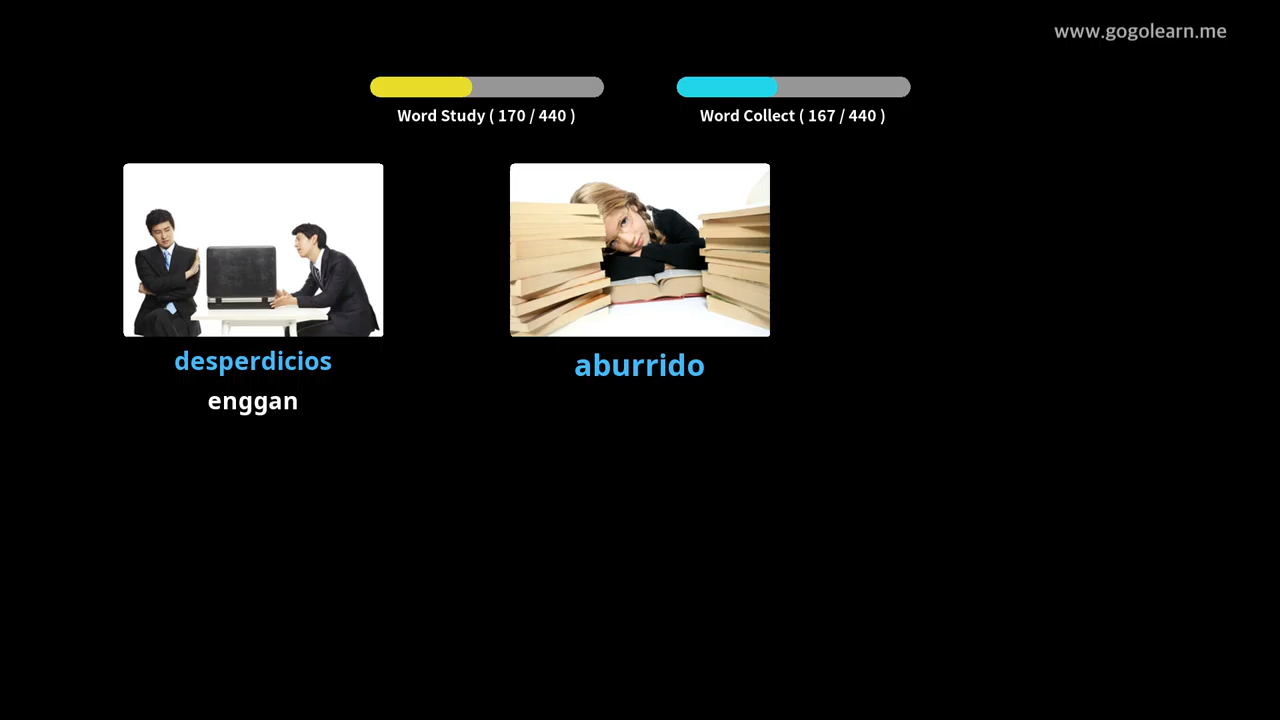 www.gogolearn.me
Word Study ( 170 / 440 )
Word Collect ( 167 / 440 )
desperdicios
enggan
aburrido